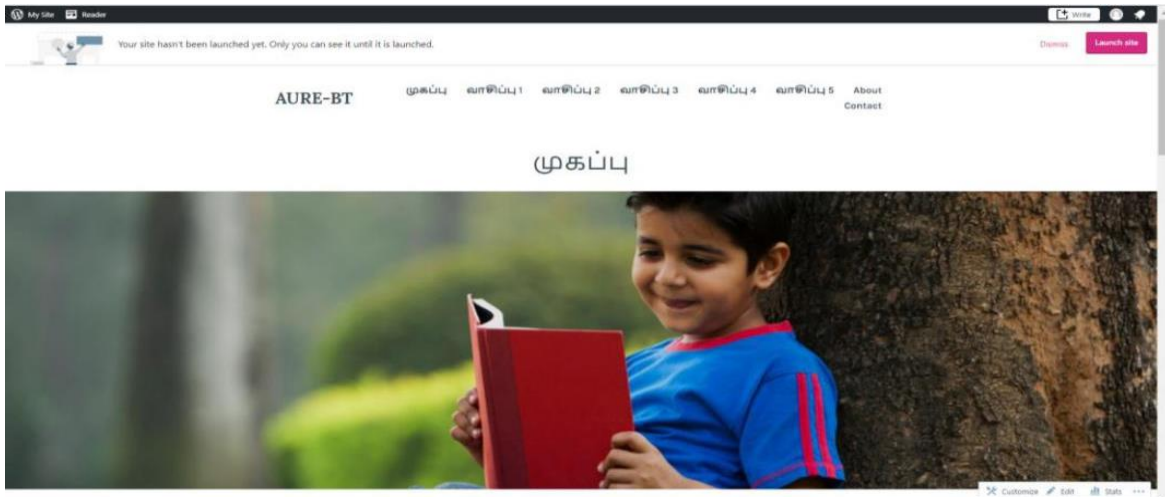 My Site Reader Write
Your site hasn't been launched yet. Only you can see it until it is launched. Dismiss Launch site
AURE-BT முகப்பு வாசிப்பு 1 வாசிப்பு 2 வாசிப்பு 3 வாசிப்பு 4 வாசிப்பு 5 About
Contact
முகப்பு
Customize Edit Stats